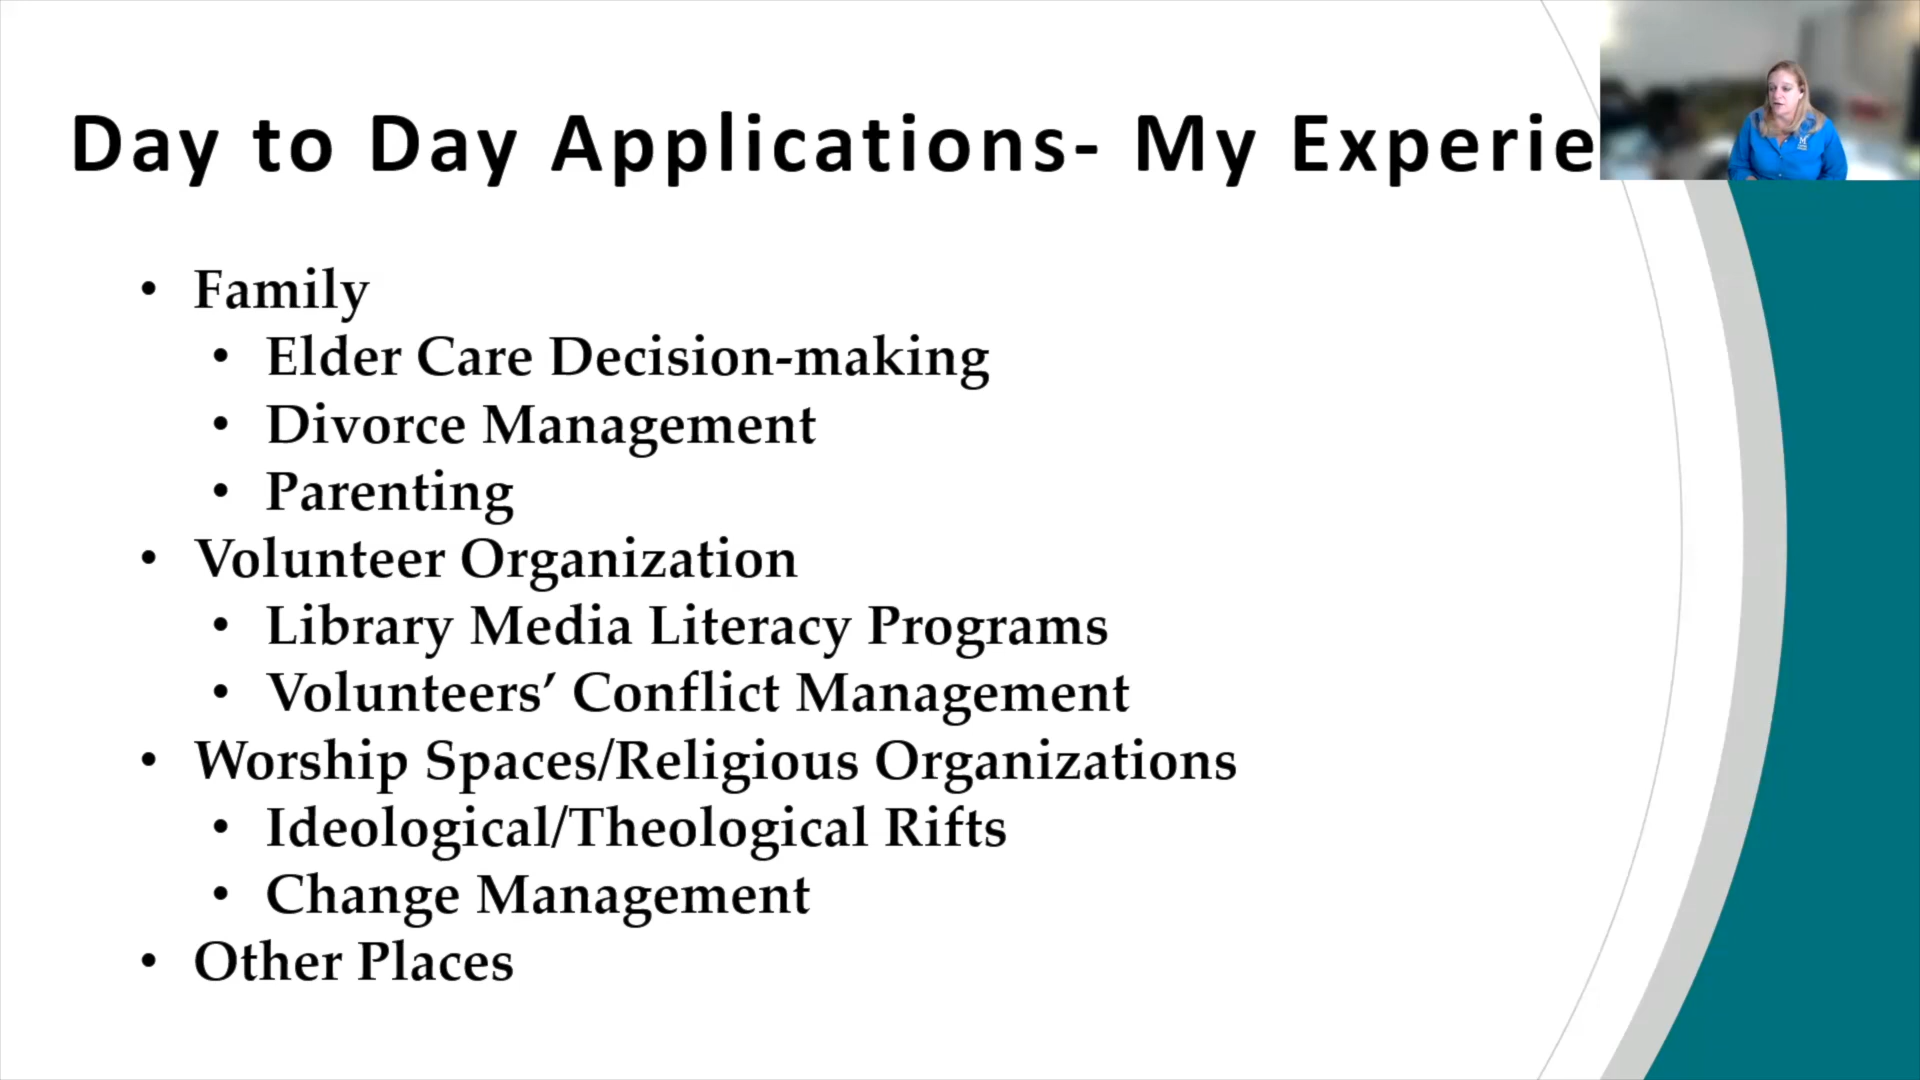 Day to Day Applications- My Experie
• Family
• Elder Care Decision-making
• Divorce Management
• Parenting
• Volunteer Organization
• Library Media Literacy Programs
• Volunteers’ Conflict Management
• Worship Spaces/Religious Organizations
• Ideological/Theological Rifts
• Change Management
• Other Places